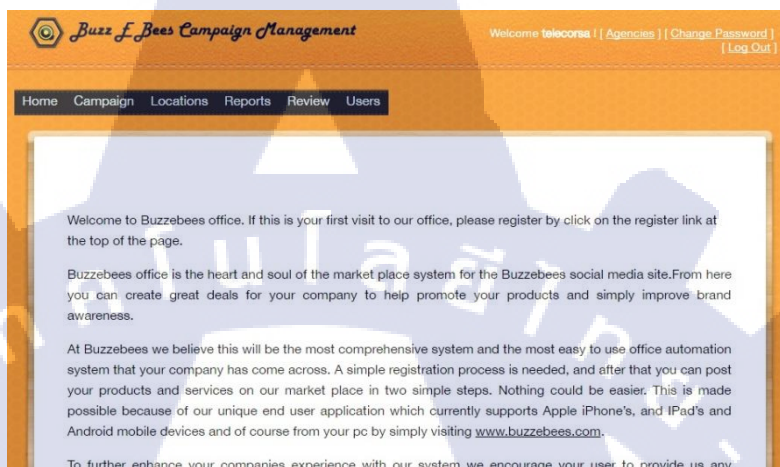 Buzz E Bees Campaign Management
Welcome telecorsa ! [ Agencies ] [ Change Password ]
[ Log Out ]
Home Campaign Locations Reports Review Users
Welcome to Buzzebees office. If this is your first visit to our office, please register by click on the register link at
the top of the page.
Buzzebees office is the heart and soul of the market place system for the Buzzebees social media site.From here
you can create great deals for your company to help promote your products and simply improve brand
awareness.
At Buzzebees we believe this will be the most comprehensive system and the most easy to use office automation
system that your company has come across. A simple registration process is needed, and after that you can post
your products and services on our market place in two simple steps. Nothing could be easier. This is made
possible because of our unique end user application which currently supports Apple iPhone's, and IPad's and
Android mobile devices and of course from your pc by simply visiting www.buzzebees.com.
To further enhance your companies experience with our system we encourage your user to provide us any